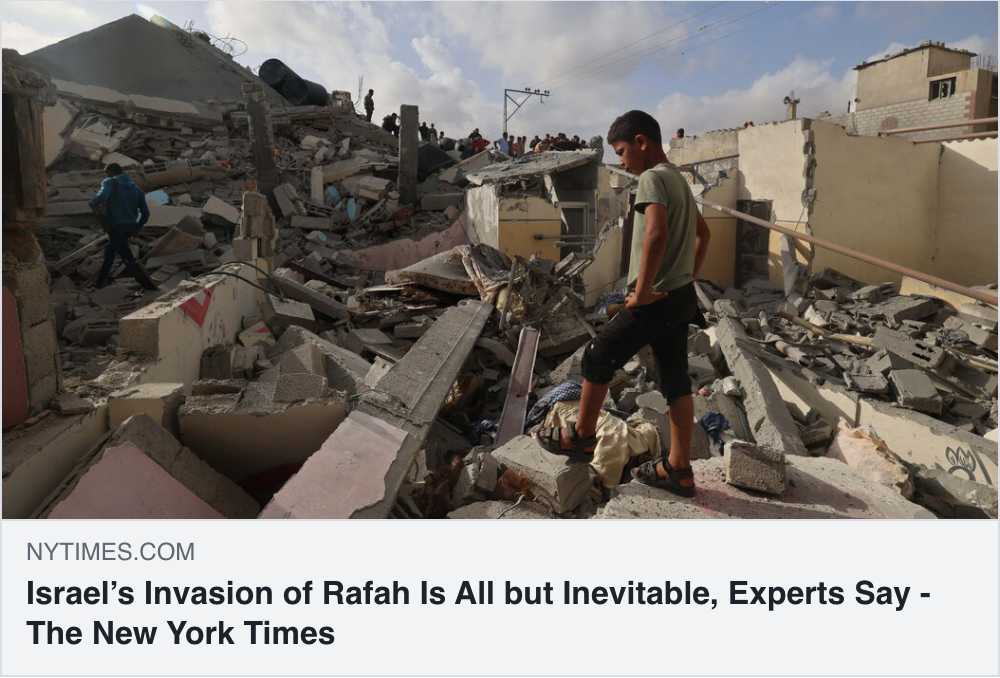 NYTIMES.COM
Israel’s Invasion of Rafah Is All but Inevitable, Experts Say -
The New York Times